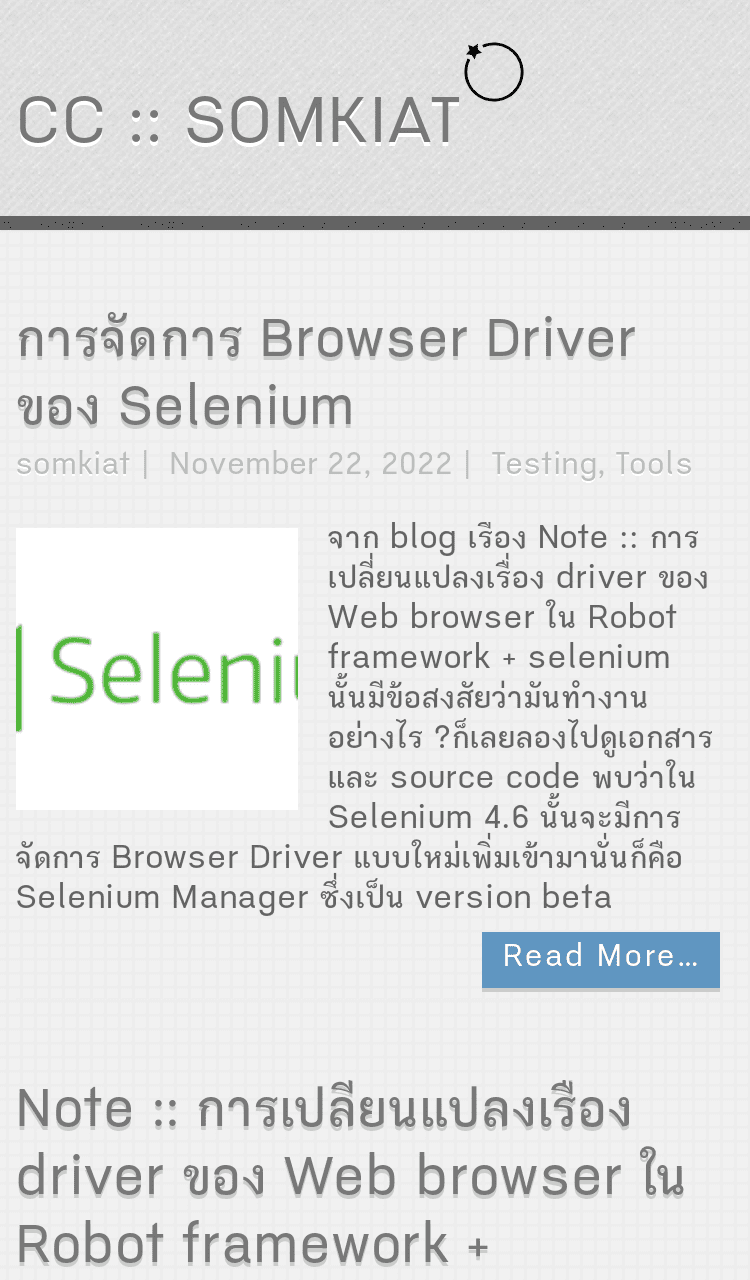 CC :: SOMKIAT
การจัดการ Browser Driver
ของ Selenium
somkiat | November 22, 2022 | Testing, Tools
จาก blog เรือง Note :: การ
เปลี่ยนแปลงเรื่อง driver ของ
Web browser ใน Robot
framework + selenium
นั้นมีข้อสงสัยว่ามันทำงาน
อย่างไร ?ก็เลยลองไปดูเอกสาร
และ source code พบว่าใน
Selenium 4.6 นั้นจะมีการ
จัดการ Browser Driver แบบใหม่เพิ่มเข้ามานั่นก็คือ
Selenium Manager ซึ่งเป็น version beta
Read More…
Note :: การเปลียนแปลงเรือง
driver ของ Web browser ใน
Robot framework +